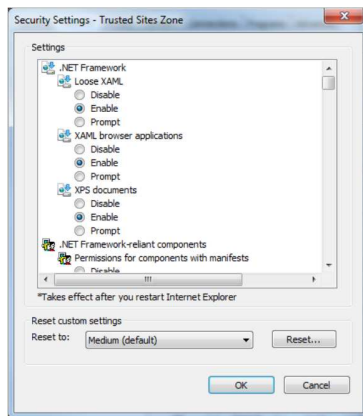 Security Settings - Trusted Sites Zone
Settings
.NET Framework
Loose XAML
Disable
Enable
Prompt
XAML browser applications
Disable
Enable
Prompt
XPS documents
Disable
Enable
Prompt
.NET Framework-reliant components
Permissions for components with manifests
Disable
*Takes effect after you restart Internet Explorer
Reset custom settings
Reset to: Medium (default) Reset...
OK Cancel